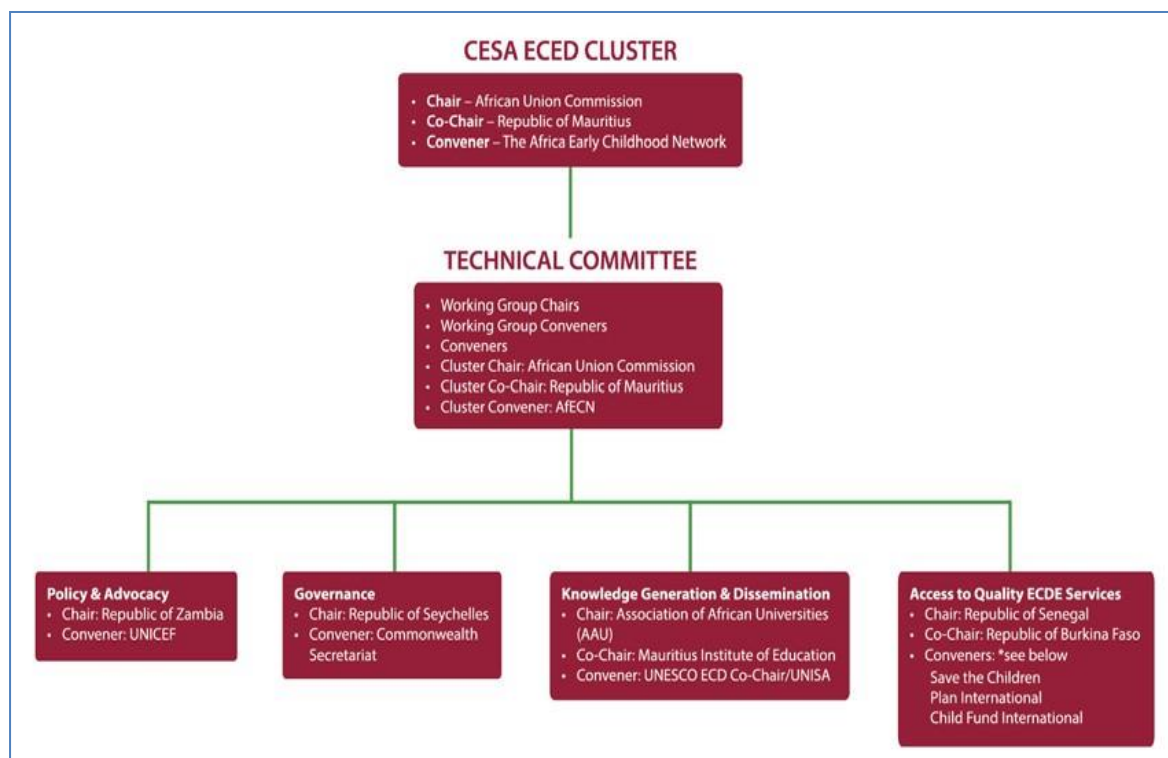 CESA ECED CLUSTER
• Chair – African Union Commission
• Co-Chair – Republic of Mauritius
• Convener – The Africa Early Childhood Network
TECHNICAL COMMITTEE
• Working Group Chairs
• Working Group Conveners
• Conveners
• Cluster Chair: African Union Commission
• Cluster Co-Chair: Republic of Mauritius
• Cluster Convener: AfECN
Policy & Advocacy
• Chair: Republic of Zambia
• Convener: UNICEF
Governance
• Chair: Republic of Seychelles
• Convener: Commonwealth
Secretariat
Knowledge Generation & Dissemination
• Chair: Association of African Universities
(AAU)
• Co-Chair: Mauritius Institute of Education
• Convener: UNESCO ECD Co-Chair/UNISA
Access to Quality ECDE Services
• Chair: Republic of Senegal
• Co-Chair: Republic of Burkina Faso
• Conveners: *see below
Save the Children
Plan International
Child Fund International